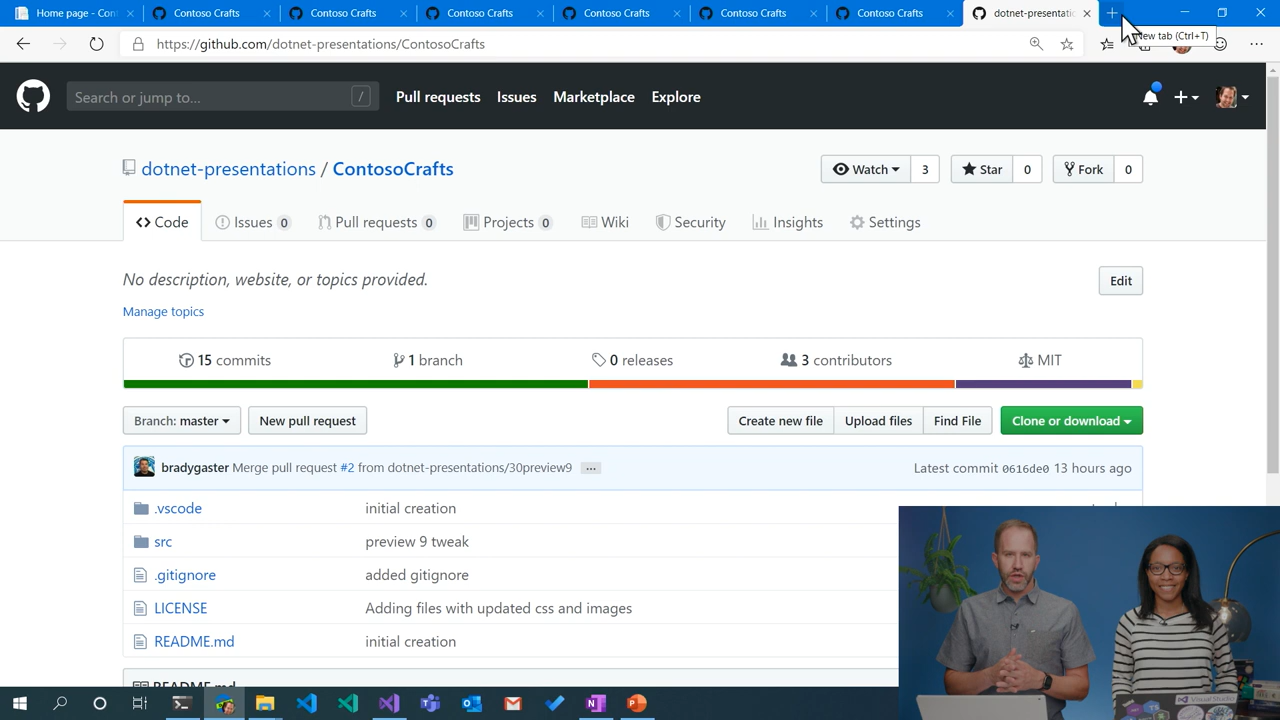 Home page - Con
Contoso Crafts
Contoso Crafts
Contoso Crafts
Contoso Crafts
Contoso Crafts
Contoso Crafts
dotnet-presentatio
https://github.com/dotnet-presentations/ContosoCrafts
New tab (Ctrl+T)
Search or jump to...
/
Pull requests
Issues
Marketplace
Explore
dotnet-presentations / ContosoCrafts
Watch 3
Star 0
Fork 0
Code
Issues 0
Pull requests 0
Projects 0
Wiki
Security
Insights
Settings
No description, website, or topics provided.
Edit
Manage topics
15 commits
1 branch
0 releases
3 contributors
MIT
Branch: master
New pull request
Create new file
Upload files
Find File
Clone or download
bradygaster Merge pull request #2 from dotnet-presentations/30preview9 ...
Latest commit 0616de0 13 hours ago
.vscode initial creation
src preview 9 tweak
.gitignore added gitignore
LICENSE Adding files with updated css and images
README.md initial creation
README.md
Visual Studio